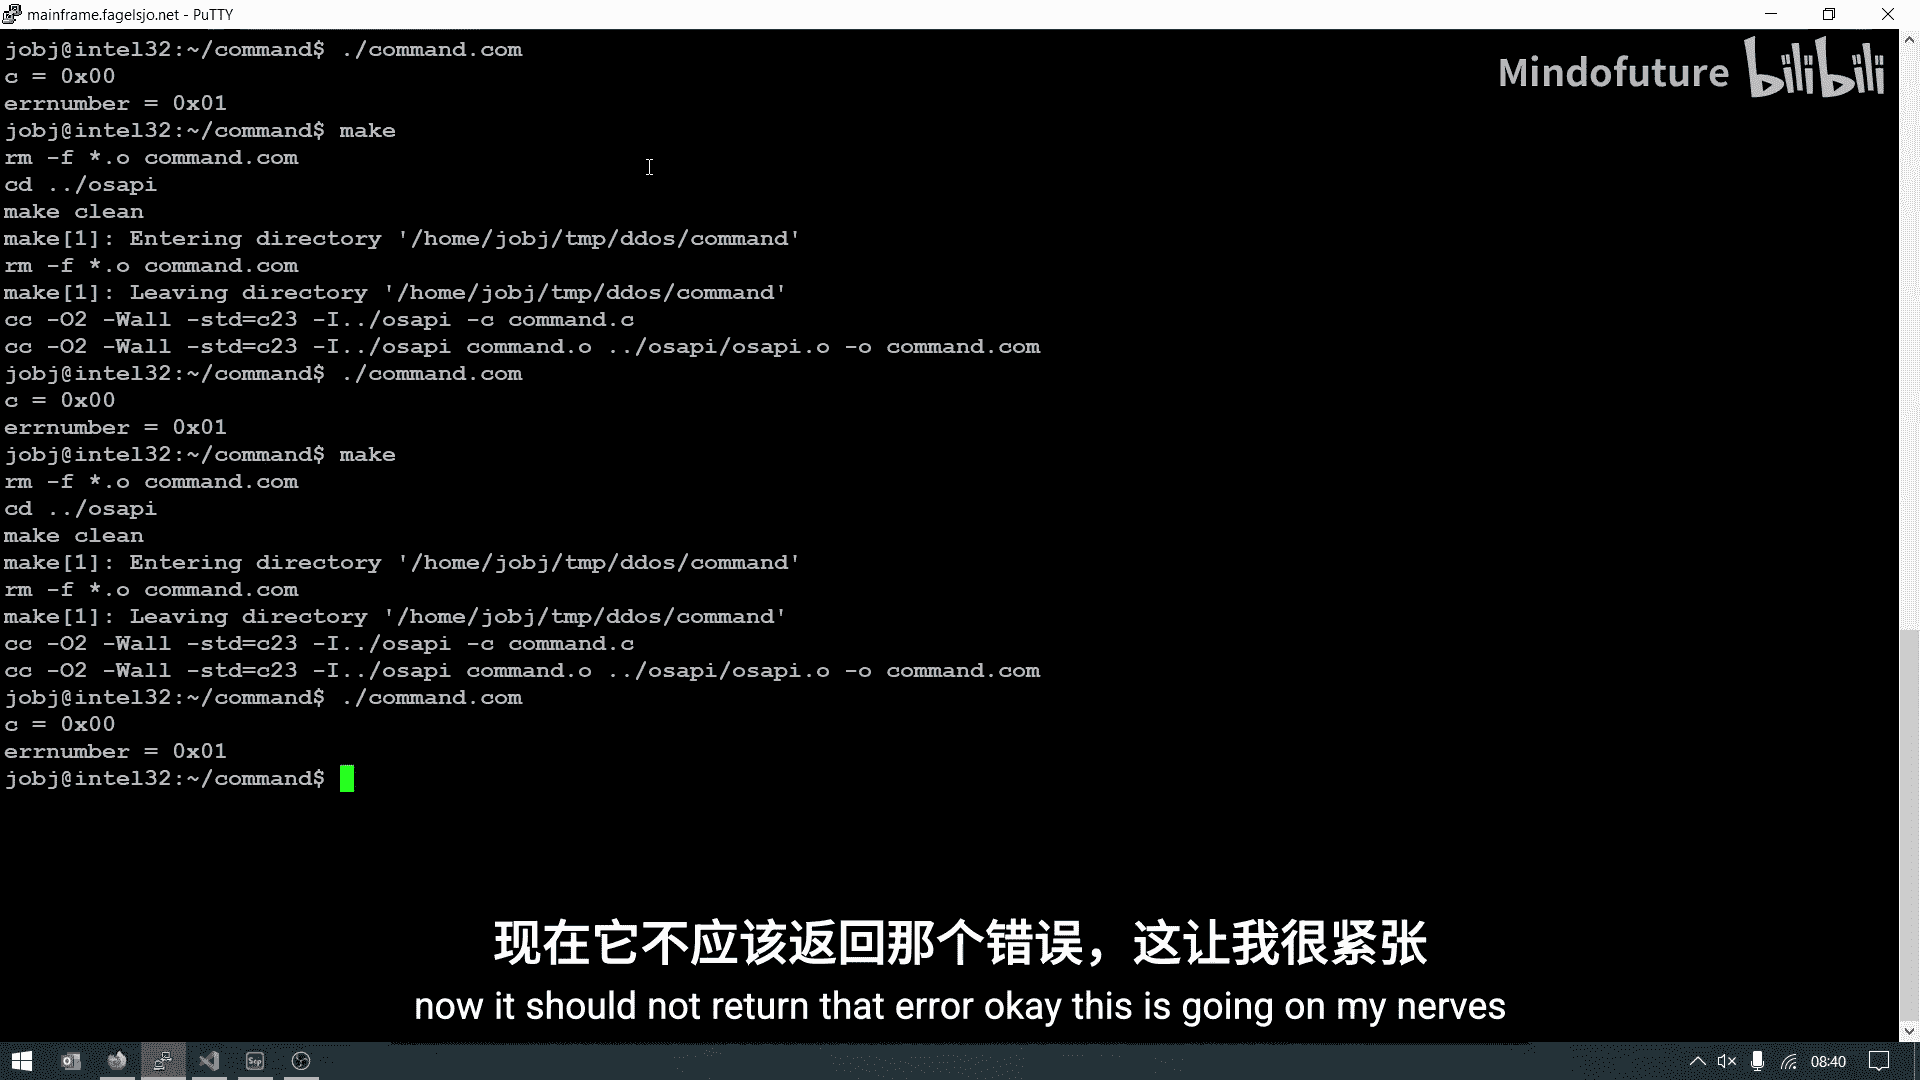 mainframe.fagelsjo.net - PuTTY
jobj@intel32:~/command$ ./command.com
c = 0x00
errnumber = 0x01
jobj@intel32:~/command$ make
rm -f *.o command.com
cd ../osapi
make clean
make[1]: Entering directory '/home/jobj/tmp/ddos/command'
rm -f *.o command.com
make[1]: Leaving directory '/home/jobj/tmp/ddos/command'
cc -O2 -Wall -std=c23 -I../osapi -c command.c
cc -O2 -Wall -std=c23 -I../osapi command.o ../osapi/osapi.o -o command.com
jobj@intel32:~/command$ ./command.com
c = 0x00
errnumber = 0x01
jobj@intel32:~/command$ make
rm -f *.o command.com
cd ../osapi
make clean
make[1]: Entering directory '/home/jobj/tmp/ddos/command'
rm -f *.o command.com
make[1]: Leaving directory '/home/jobj/tmp/ddos/command'
cc -O2 -Wall -std=c23 -I../osapi -c command.c
cc -O2 -Wall -std=c23 -I../osapi command.o ../osapi/osapi.o -o command.com
jobj@intel32:~/command$ ./command.com
c = 0x00
errnumber = 0x01
jobj@intel32:~/command$
Mindofuture bilibili
现在它不应该返回那个错误，这让我很紧张
now it should not return that error okay this is going on my nerves
08:40